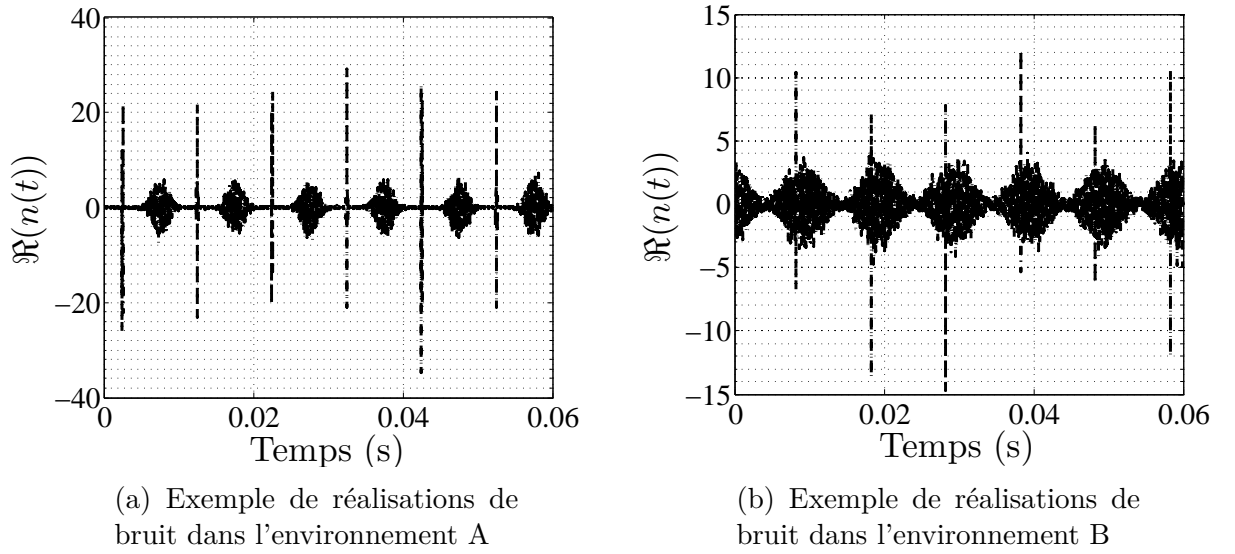 40
20
0
−20
−40
ℜ(n(t))
0
0.02
0.04
0.06
Temps (s)
(a) Exemple de réalisations de
bruit dans l'environnement A
15
10
5
0
−5
−10
−15
ℜ(n(t))
0
0.02
0.04
0.06
Temps (s)
(b) Exemple de réalisations de
bruit dans l'environnement B